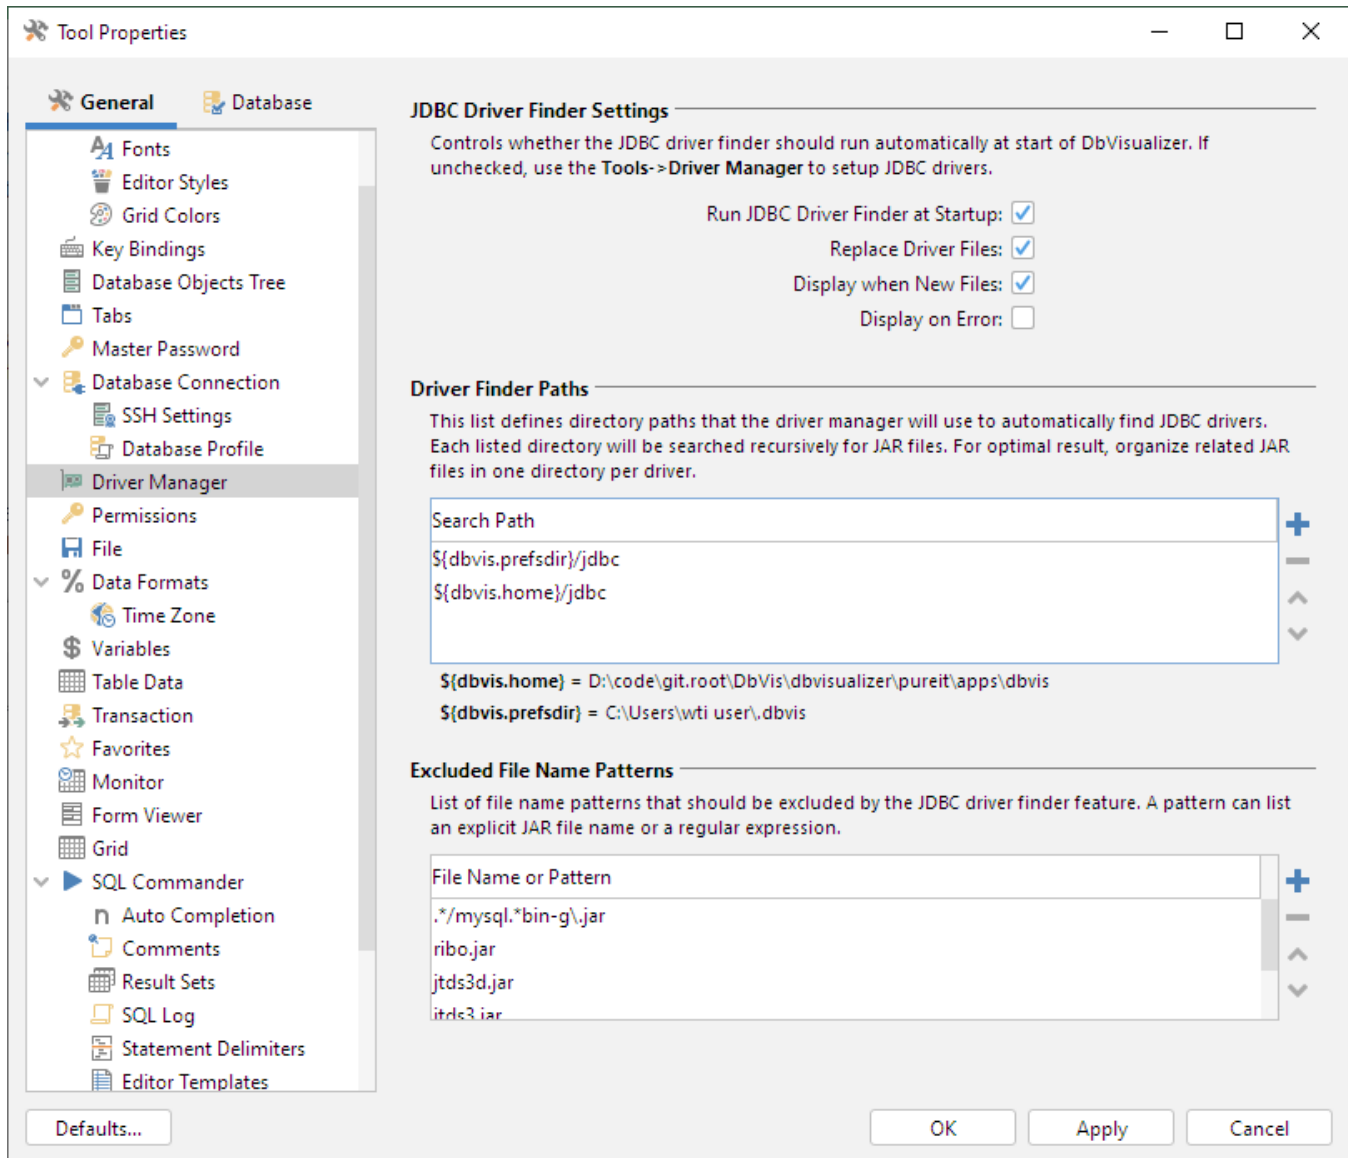 Tool Properties
General
Database
Fonts
Editor Styles
Grid Colors
Key Bindings
Database Objects Tree
Tabs
Master Password
Database Connection
SSH Settings
Database Profile
Driver Manager
Permissions
File
Data Formats
Time Zone
Variables
Table Data
Transaction
Favorites
Monitor
Form Viewer
Grid
SQL Commander
Auto Completion
Comments
Result Sets
SQL Log
Statement Delimiters
Editor Templates
JDBC Driver Finder Settings
Controls whether the JDBC driver finder should run automatically at start of DbVisualizer. If
unchecked, use the Tools->Driver Manager to setup JDBC drivers.
Run JDBC Driver Finder at Startup:
Replace Driver Files:
Display when New Files:
Display on Error:
Driver Finder Paths
This list defines directory paths that the driver manager will use to automatically find JDBC drivers.
Each listed directory will be searched recursively for JAR files. For optimal result, organize related JAR
files in one directory per driver.
Search Path
${dbvis.prefsdir}/jdbc
${dbvis.home}/jdbc
${dbvis.home} = D:\code\git.root\DbVis\dbvisualizer\pureit\apps\dbvis
${dbvis.prefsdir} = C:\Users\wti user\.dbvis
Excluded File Name Patterns
List of file name patterns that should be excluded by the JDBC driver finder feature. A pattern can list
an explicit JAR file name or a regular expression.
File Name or Pattern
.*/mysql.*bin-g\.jar
ribo.jar
jtds3d.jar
jtds3.jar
Defaults...
OK
Apply
Cancel